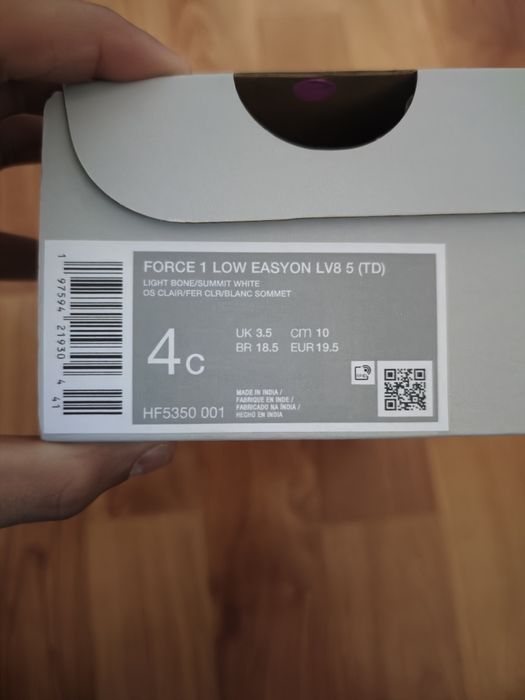 FORCE 1 LOW EASYON LV8 5 (TD)
LIGHT BONE/SUMMIT WHITE
OS CLAIR/FER CLR/BLANC SOMMET
4C
UK 3.5 cm 10
BR 18.5 EUR 19.5
HF5350 001
MADE IN INDIA /
FABRIQUE EN INDE /
FABRICADO NA ÍNDIA /
HECHO EN INDIA
1 97594 21930 4 41